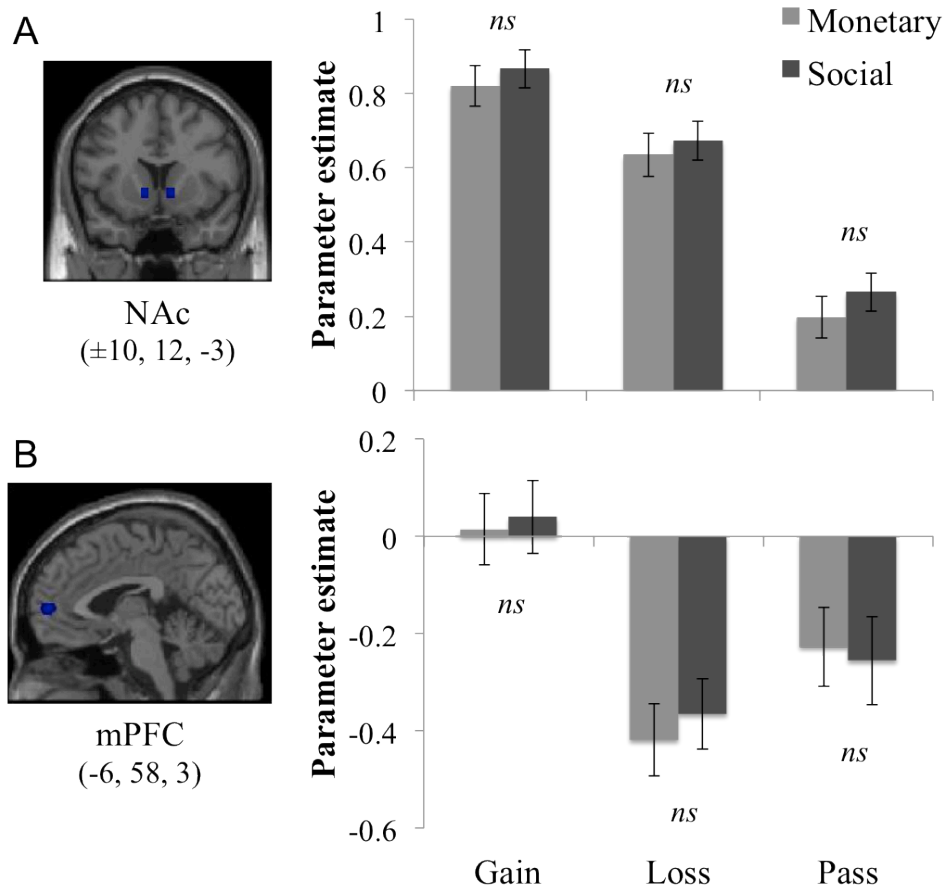 A
NAc
(±10, 12, -3)
Parameter estimate
1
0.8
0.6
0.4
0.2
0
ns
ns
ns
Monetary
Social
B
mPFC
(-6, 58, 3)
Parameter estimate
0.2
0
-0.2
-0.4
-0.6
ns
ns
ns
Gain
Loss
Pass